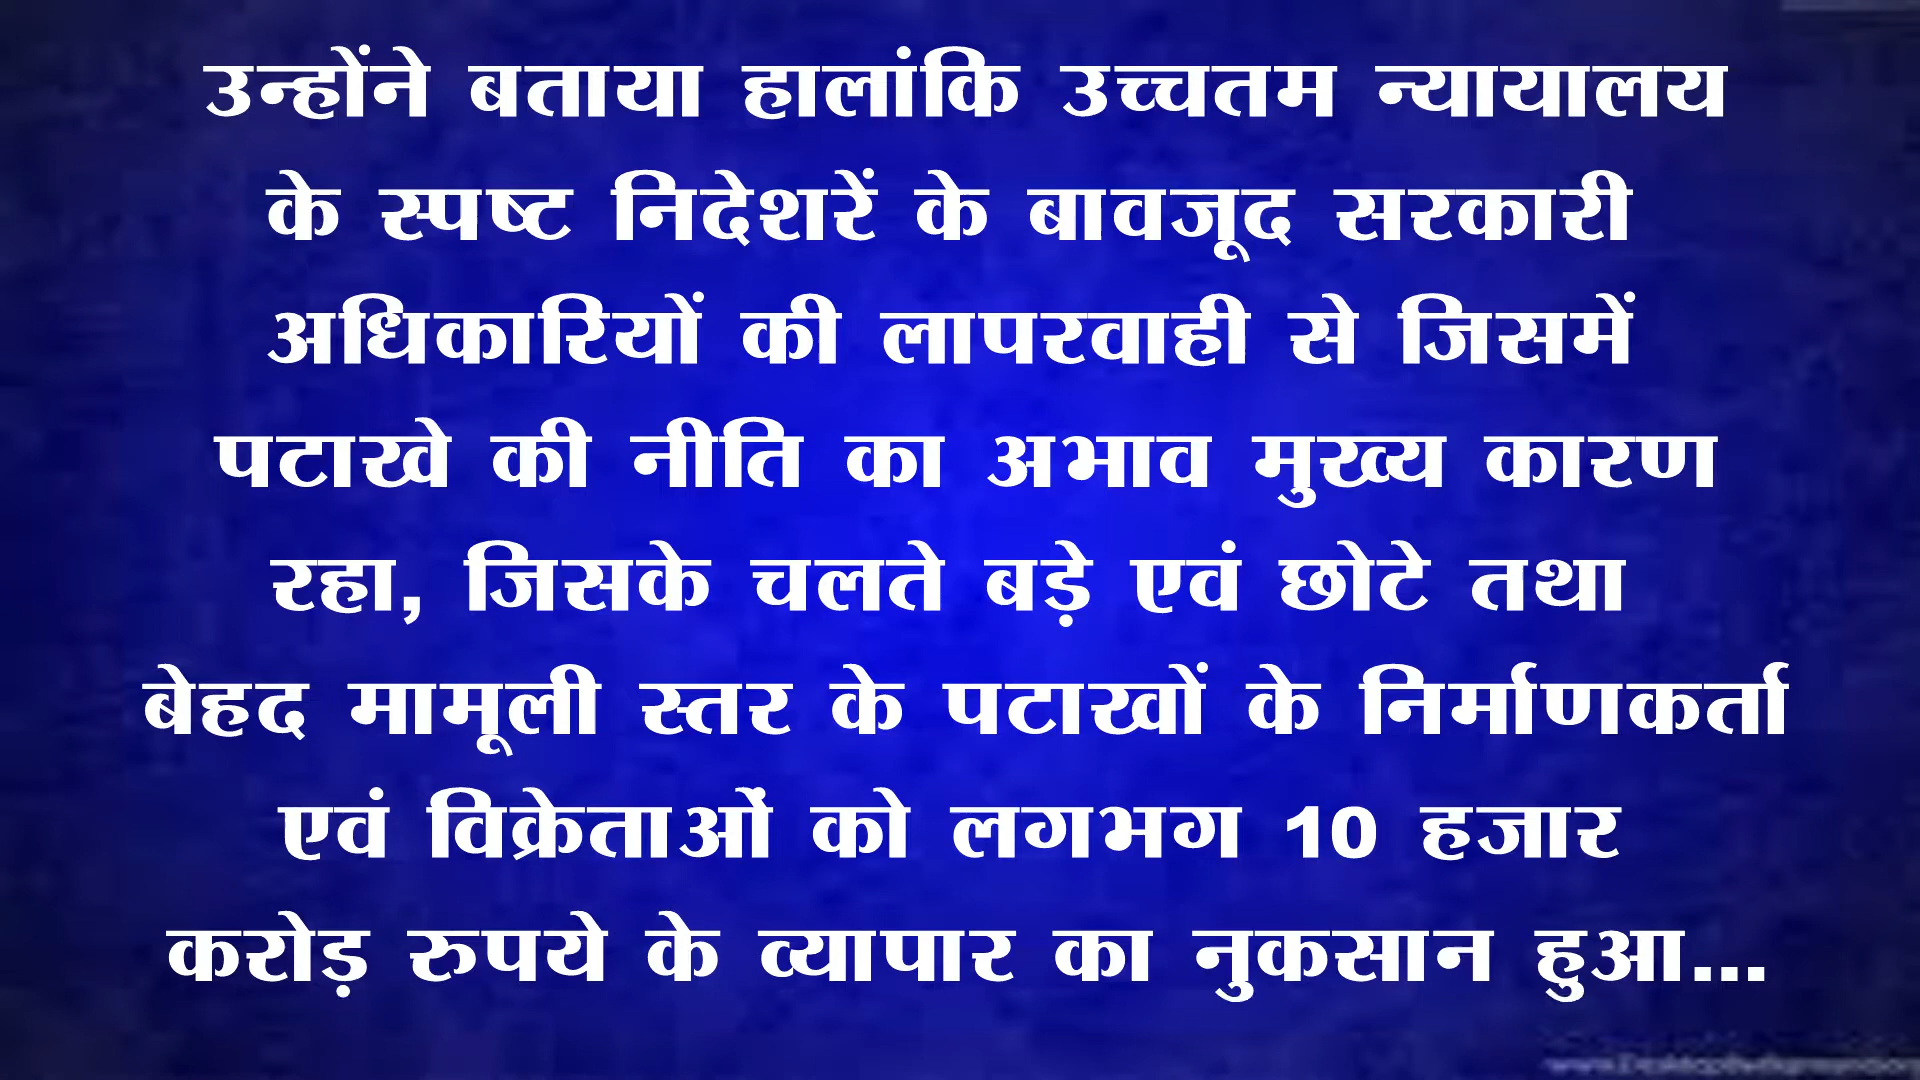 उन्होंने बताया हालांकि उच्चतम न्यायालय
के स्पष्ट निदेशरें के बावजूद सरकारी
अधिकारियों की लापरवाही से जिसमें
पटाखे की नीति का अभाव मुख्य कारण
रहा, जिसके चलते बड़े एवं छोटे तथा
बेहद मामूली स्तर के पटाखों के निर्माणकर्ता
एवं विक्रेताओं को लगभग 10 हजार
करोड़ रुपये के व्यापार का नुकसान हुआ...